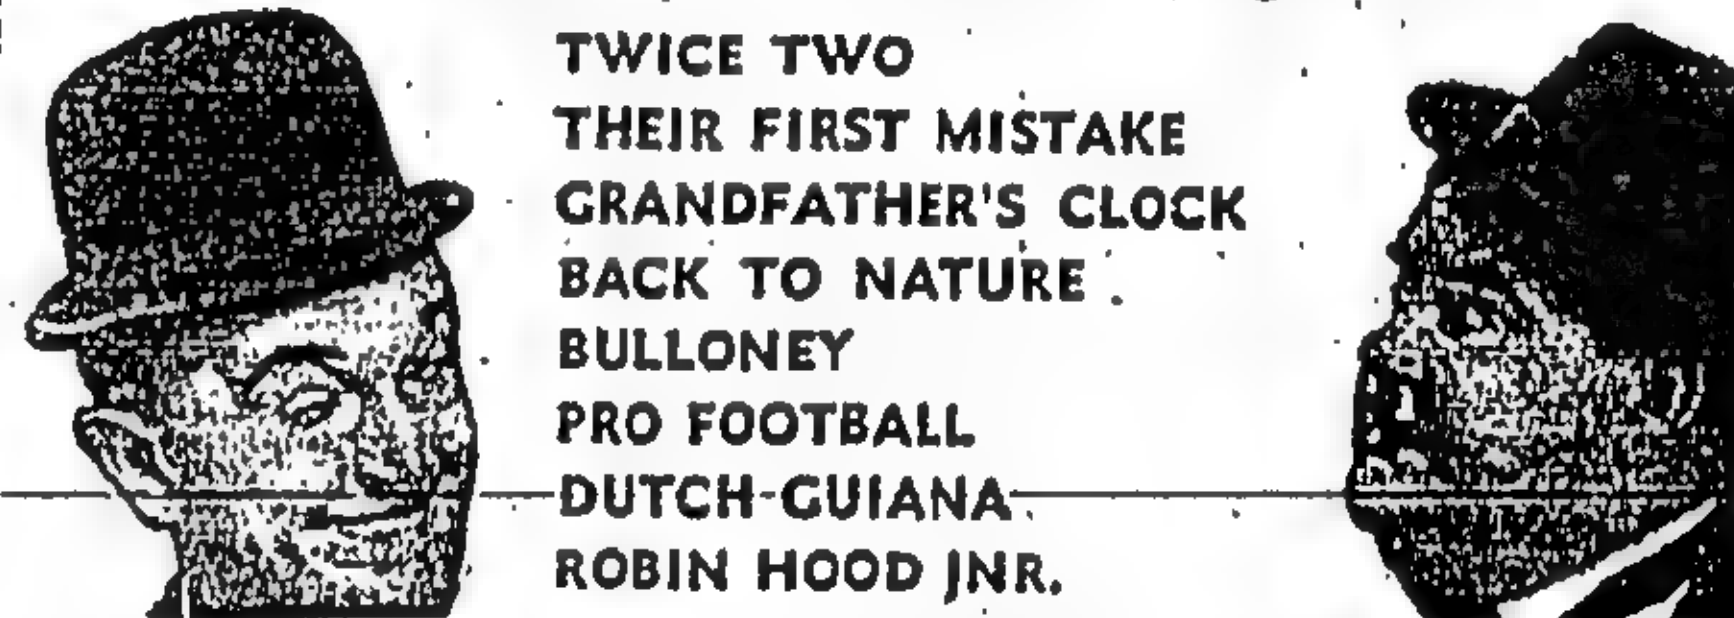 TWICE TWO
THEIR FIRST MISTAKE
GRANDFATHER'S CLOCK
BACK TO NATURE
BULLONEY
PRO FOOTBALL
DUTCH-GUIANA
ROBIN HOOD JNR.